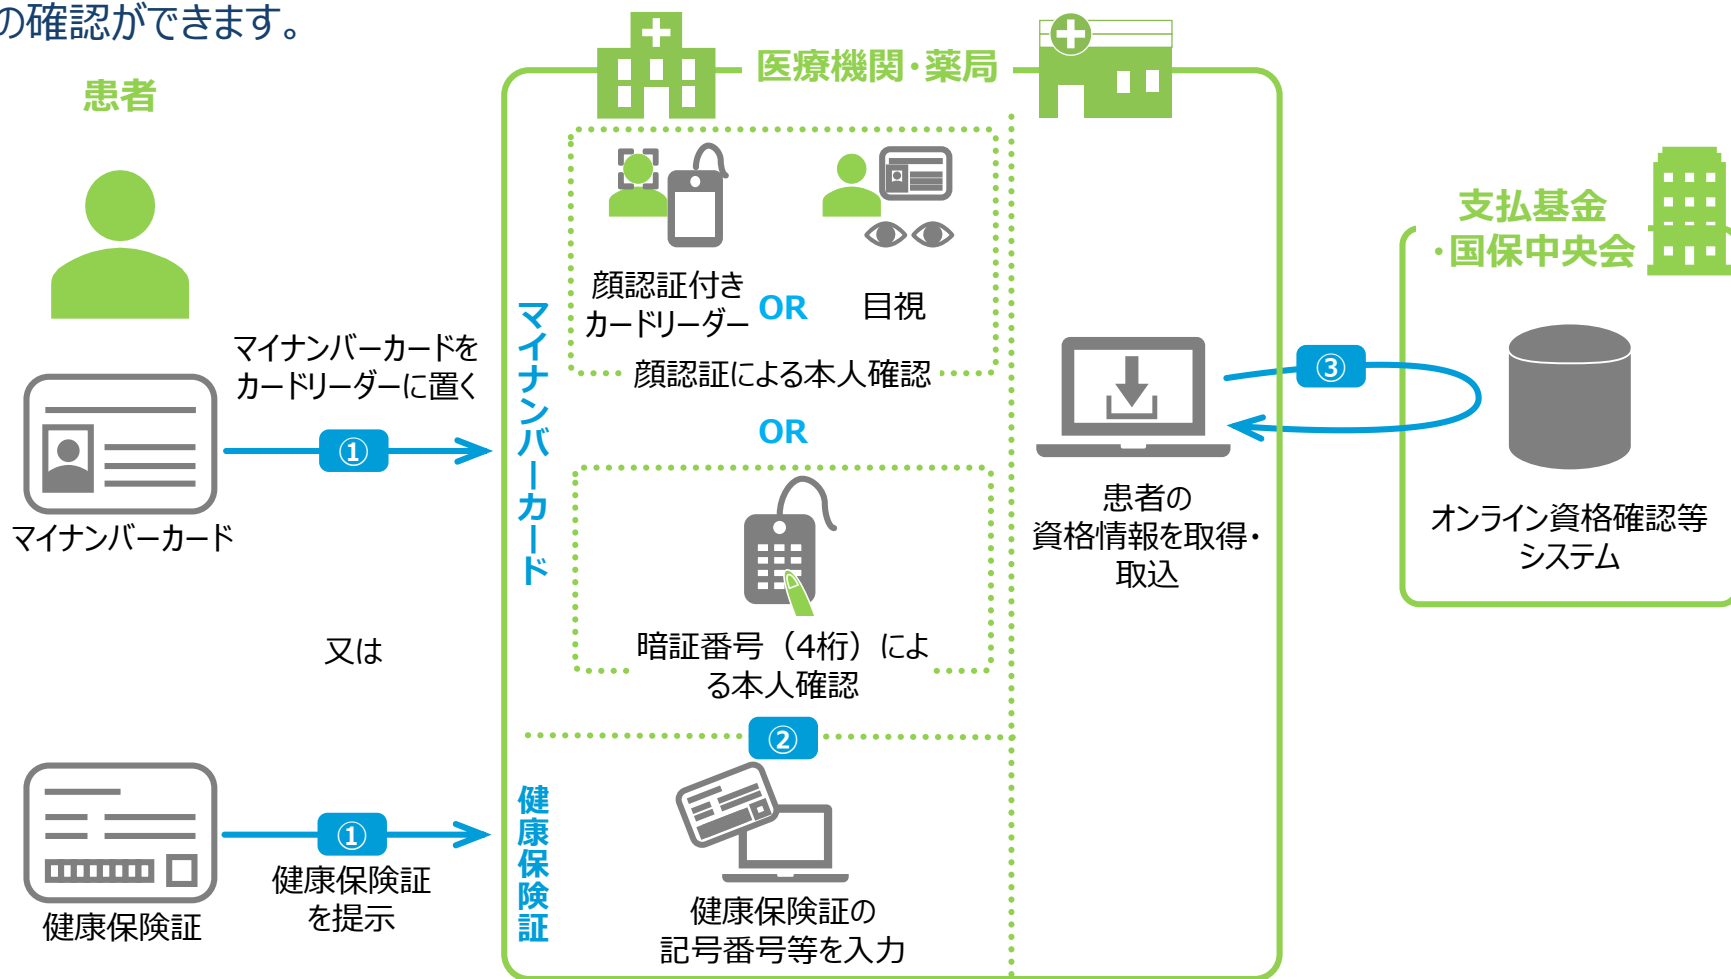 の確認ができます。
患者
マイナンバーカードを
カードリーダーに置く
①
マイナンバーカード
又は
①
健康保険証
を提示
健康保険証
医療機関・薬局
マイナンバーカード
顔認証付き
カードリーダー
OR
目視
顔認証による本人確認
OR
暗証番号（4桁）によ
る本人確認
②
健康保険証
健康保険証の
記号番号等を入力
患者の
資格情報を取得・
取込
③
支払基金
・国保中央会
オンライン資格確認等
システム